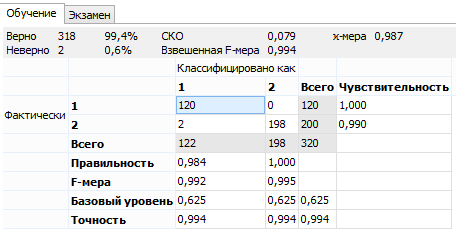 Обучение Экзамен
Верно 318 99,4% СКО 0,079 x-мера 0,987
Неверно 2 0,6% Взвешенная F-мера 0,994
Классифицировано как
1 2 Всего Чувствительность
Фактически 1 120 0 120 1,000
2 2 198 200 0,990
Всего 122 198 320
Правильность 0,984 1,000
F-мера 0,992 0,995
Базовый уровень 0,625 0,625 0,625
Точность 0,994 0,994 0,994